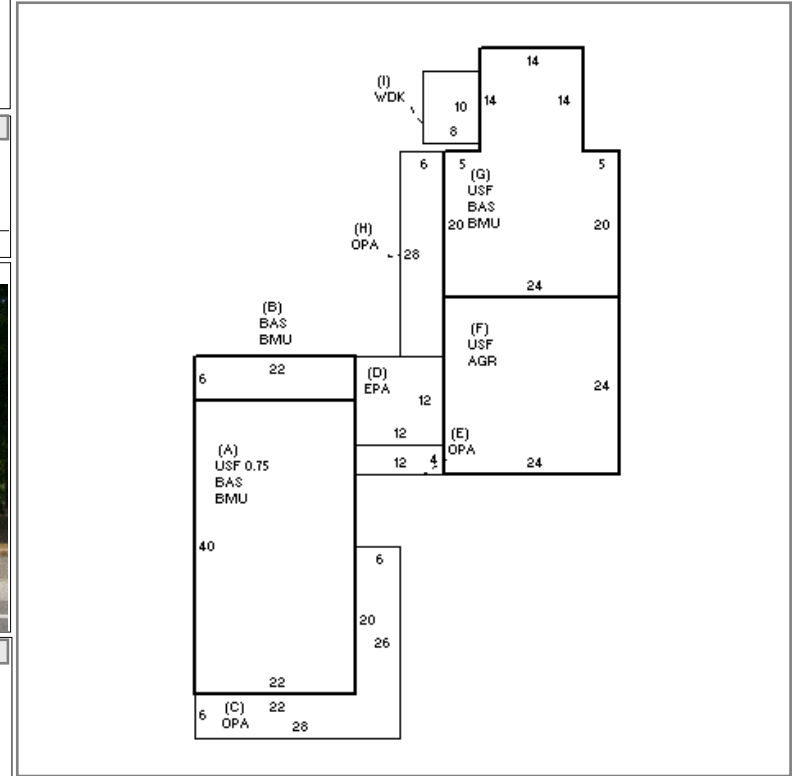 14
(I)
WDK
10
14
14
8
6
5
(G)
USF
BAS
BMU
5
20
20
(H)
OPA
28
24
(B)
BAS
BMU
(F)
USF
AGR
22
6
(D)
EPA
12
24
12
(E)
OPA
12
4
24
(A)
USF 0.75
BAS
BMU
40
6
20
26
22
6
(C)
OPA
22
28